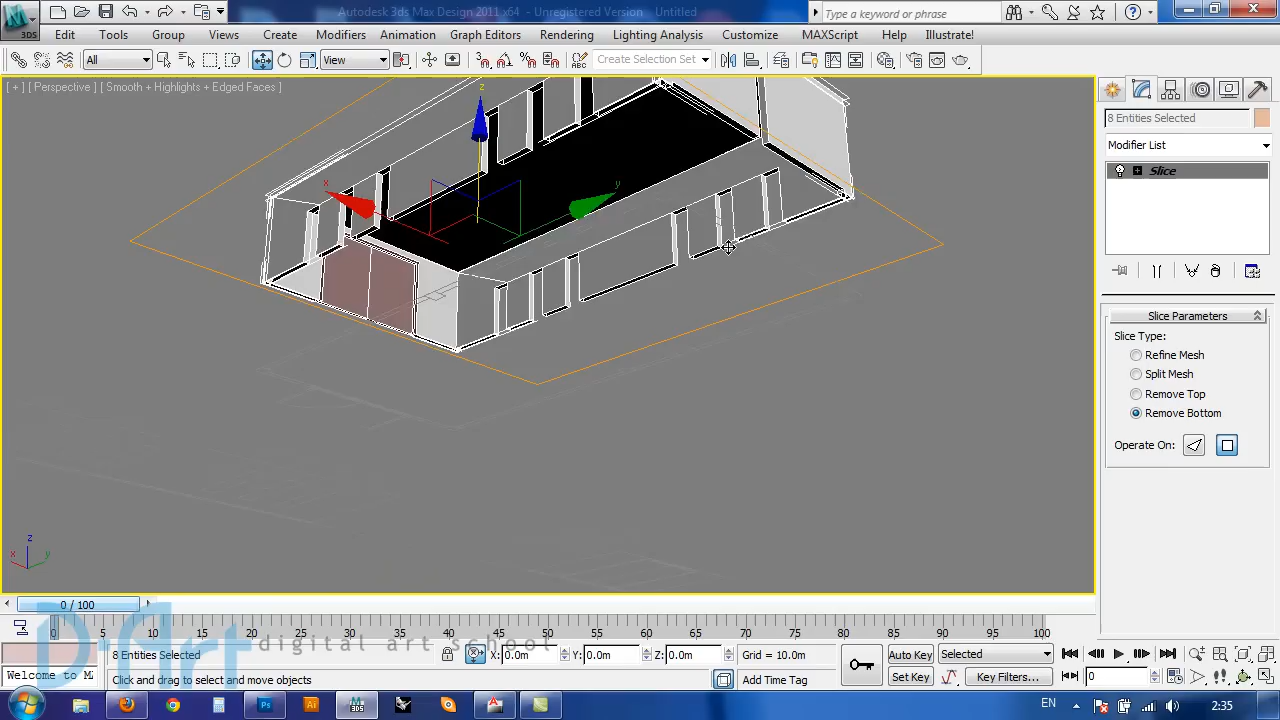 Autodesk 3ds Max Design 2011 x64 - Unregistered Version - Untitled
Type a keyword or phrase
3DS
Edit Tools Group Views Create Modifiers Animation Graph Editors Rendering Lighting Analysis Customize MAXScript Help Illustrate!
All View Create Selection Set
[ + ] [ Perspective ] [ Smooth + Highlights + Edged Faces ]
8 Entities Selected
Modifier List
Slice
z
x
y
Slice Parameters
Slice Type:
Refine Mesh
Split Mesh
Remove Top
Remove Bottom
Operate On:
z
x y
0 / 100
0 5 10 15 20 25 30 35 40 45 50 55 60 65 70 75 80 85 90 95 100
D-Art digital art school
8 Entities Selected X: 0.0m Y: 0.0m Z: 0.0m Grid = 10.0m Auto Key Selected
Welcome to M Click and drag to select and move objects Add Time Tag Set Key Key Filters... 0
EN 2:35